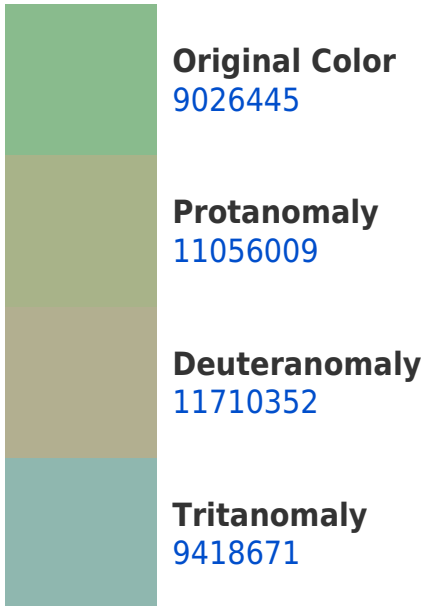 Original Color
9026445
Protanomaly
11056009
Deuteranomaly
11710352
Tritanomaly
9418671